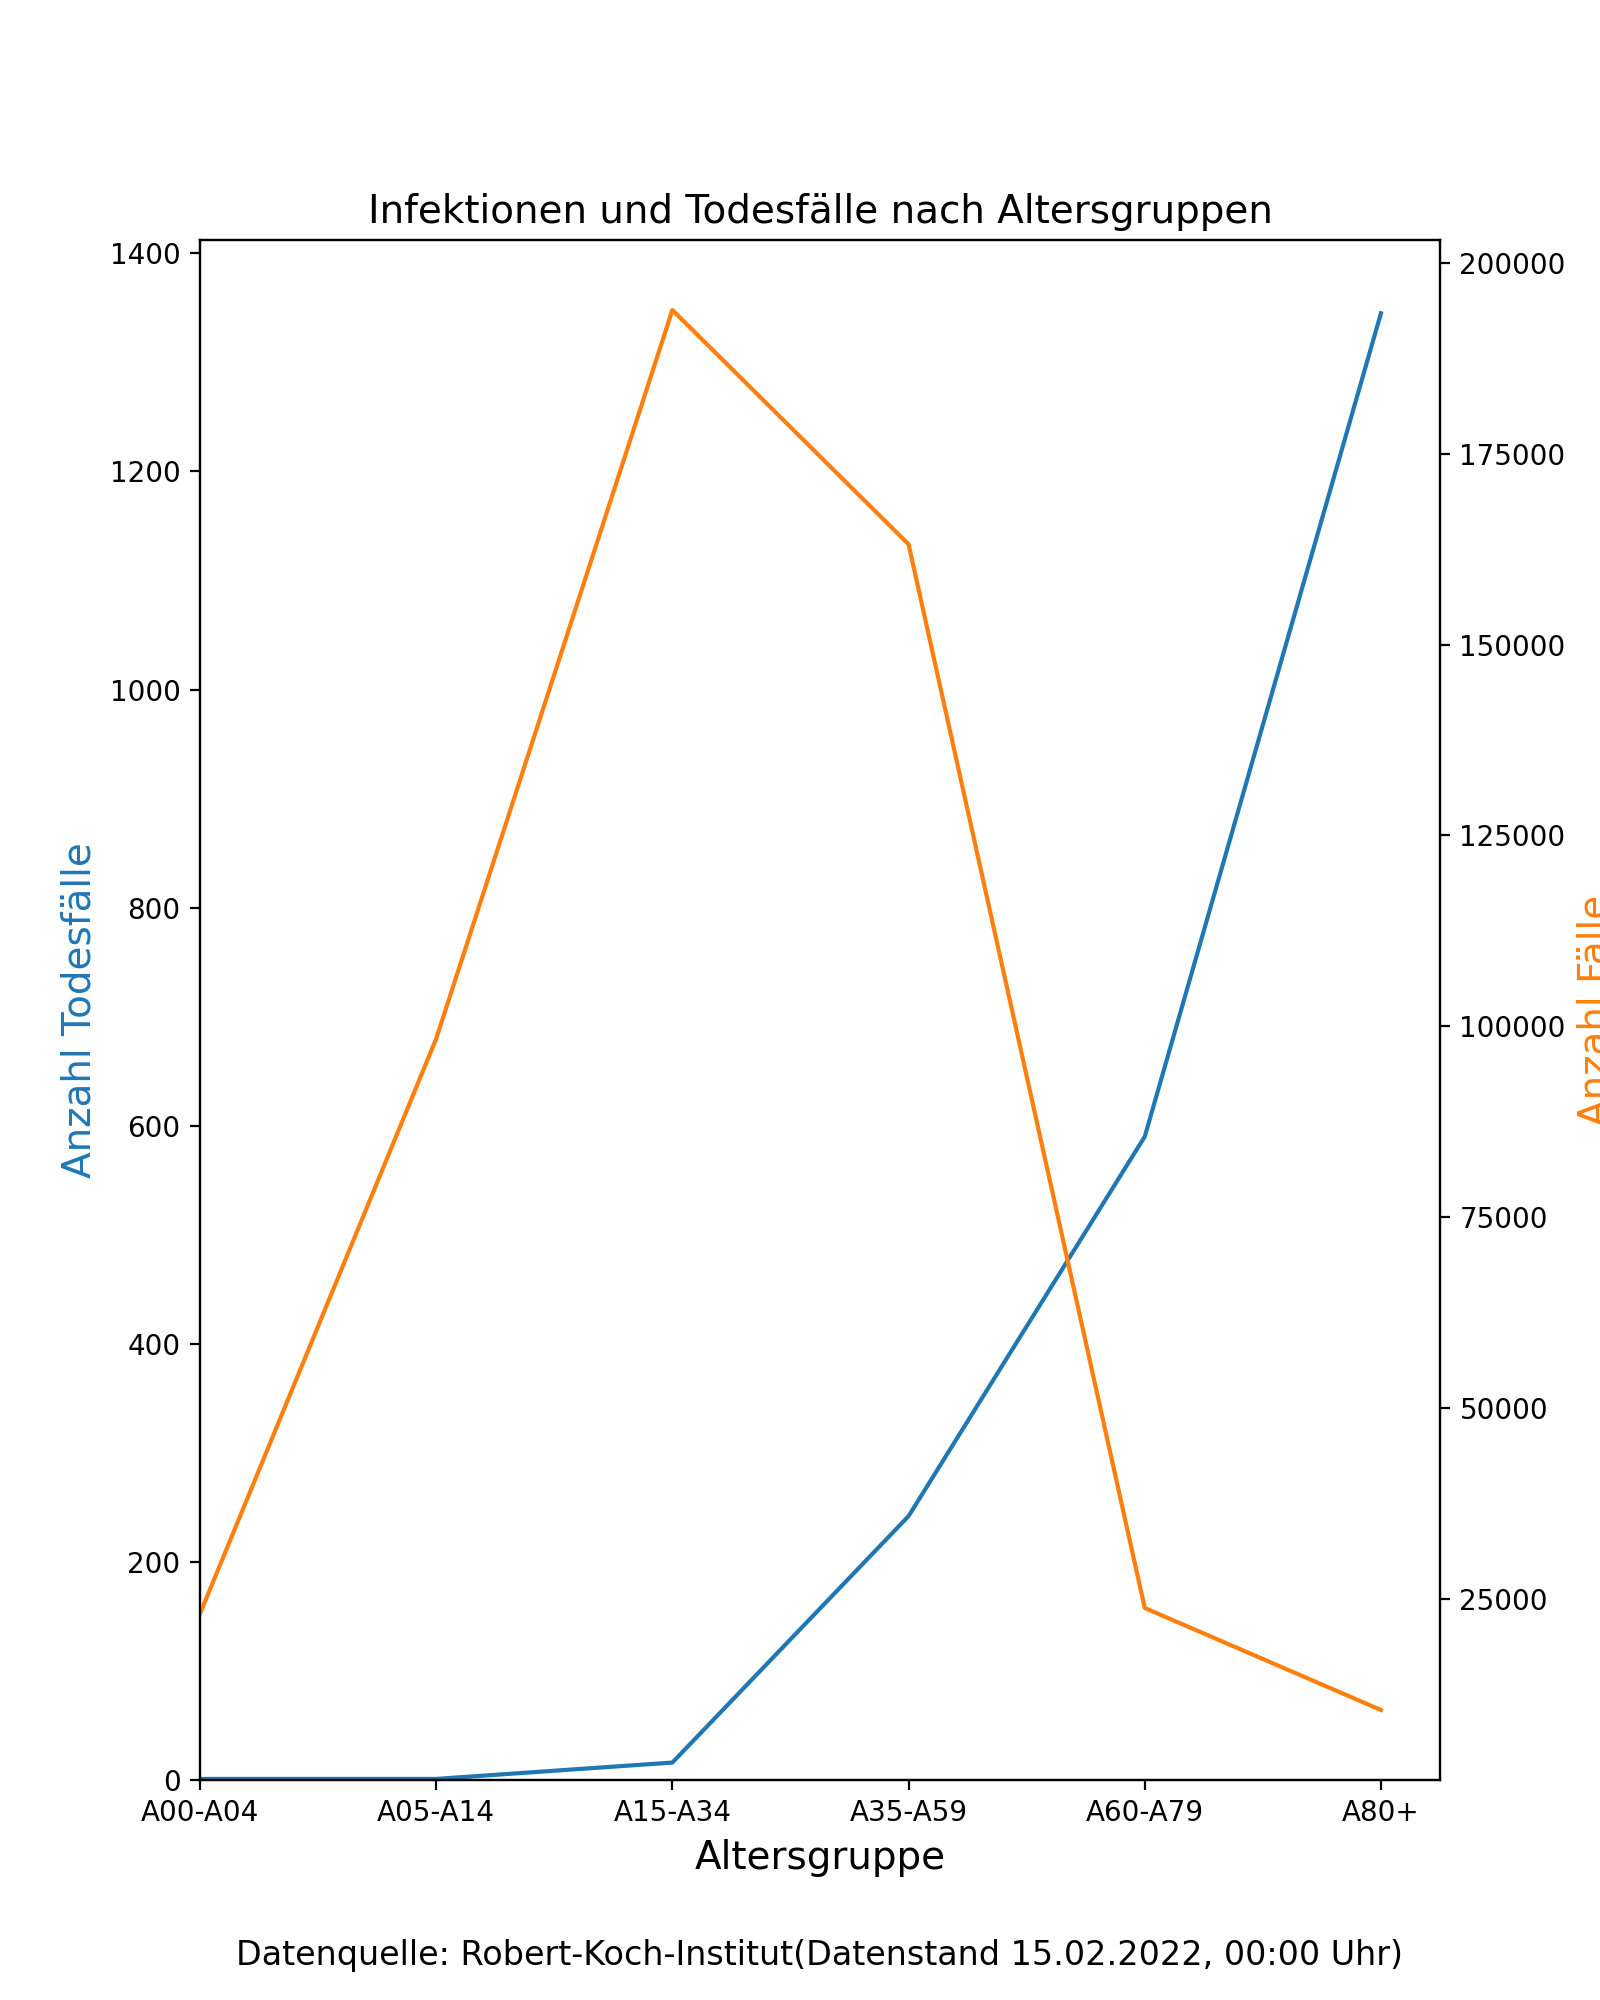 Infektionen und Todesfälle nach Altersgruppen
1400
1200
1000
800
600
400
200
0
Anzahl Todesfälle
200000
175000
150000
125000
100000
75000
50000
25000
Anzahl Fälle
A00-A04 A05-A14 A15-A34 A35-A59 A60-A79 A80+
Altersgruppe
Datenquelle: Robert-Koch-Institut(Datenstand 15.02.2022, 00:00 Uhr)